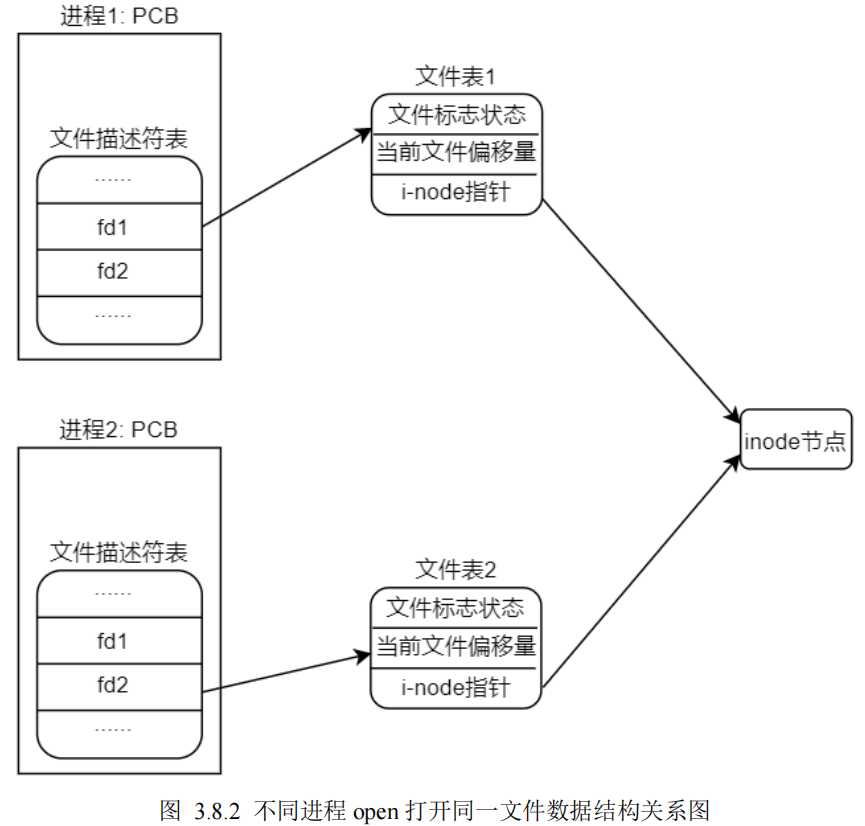 进程1: PCB
文件描述符表
......
fd1
fd2
......
文件表1
文件标志状态
当前文件偏移量
i-node指针
进程2: PCB
文件描述符表
......
fd1
fd2
......
文件表2
文件标志状态
当前文件偏移量
i-node指针
inode节点
图 3.8.2 不同进程 open 打开同一文件数据结构关系图